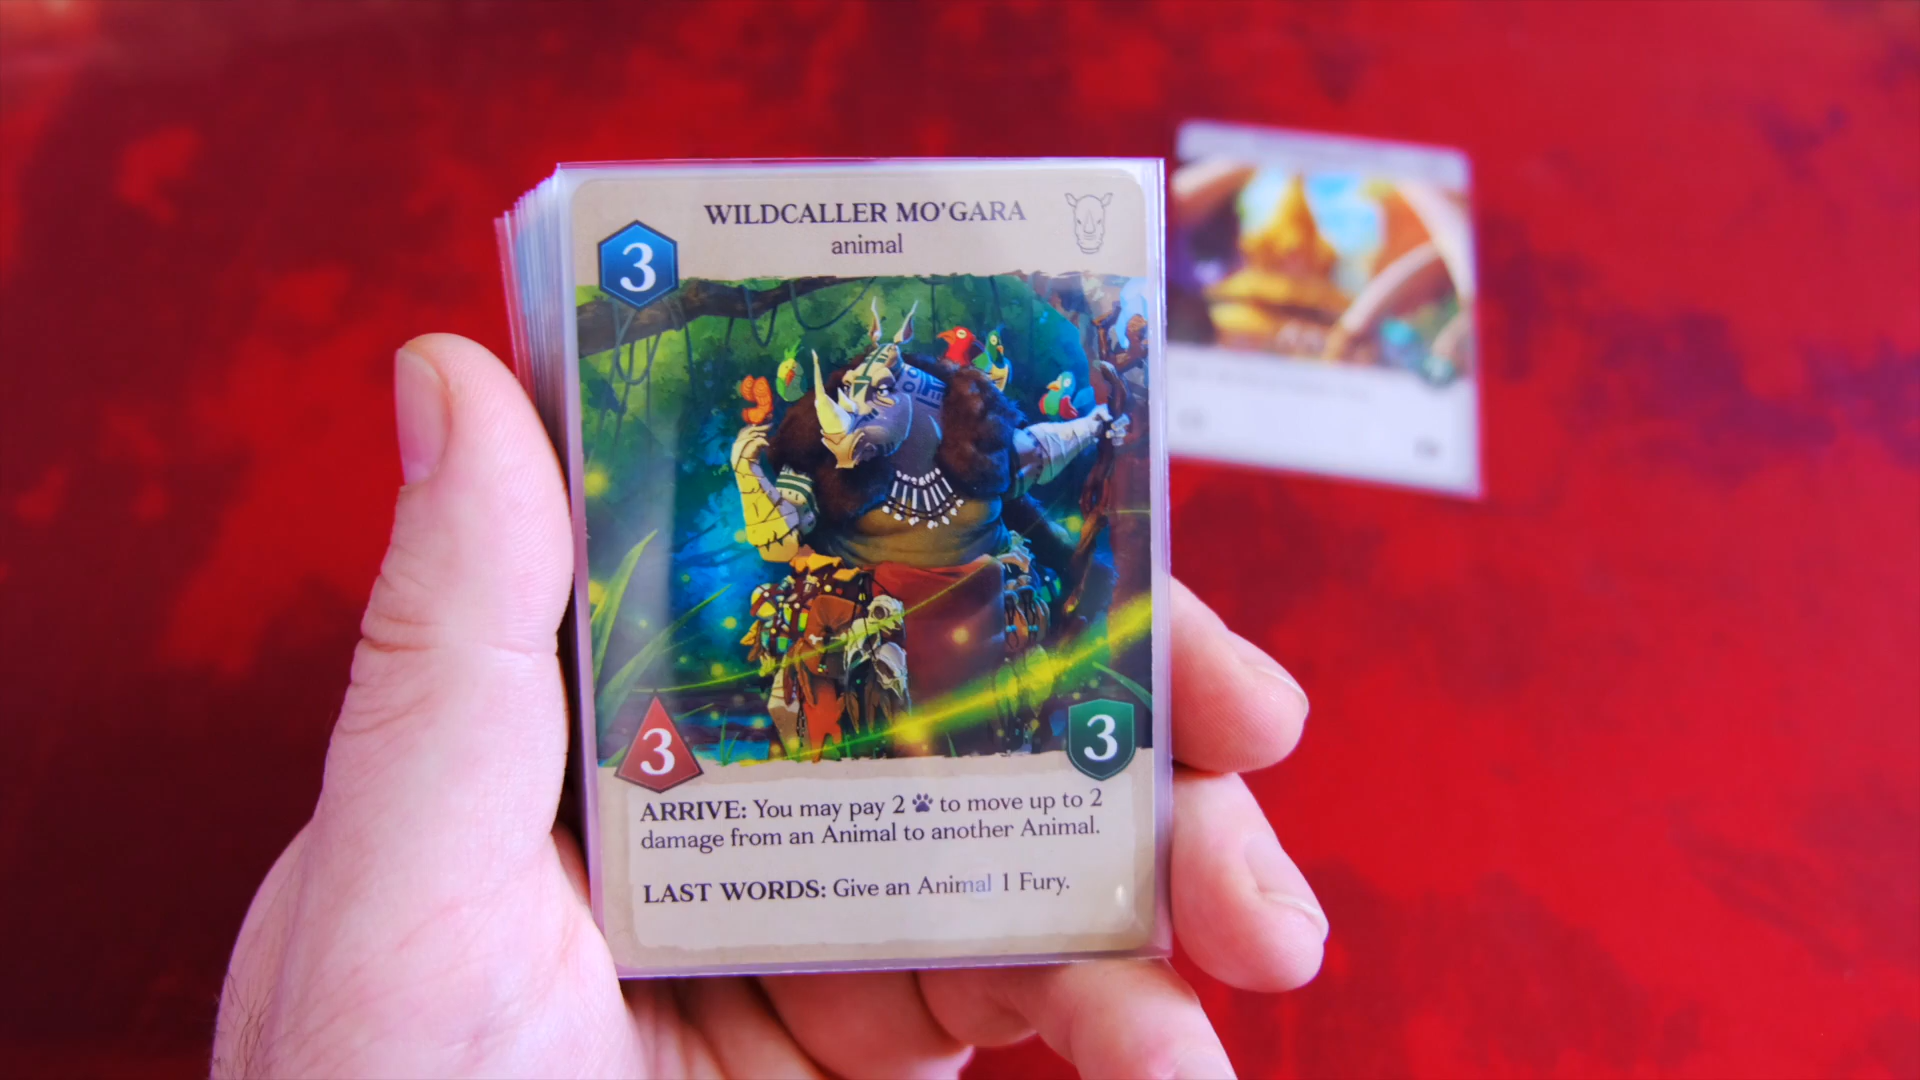 WILDCALLER MO'GARA
animal
3
3
3
ARRIVE: You may pay 2 to move up to 2
damage from an Animal to another Animal.
LAST WORDS: Give an Animal 1 Fury.